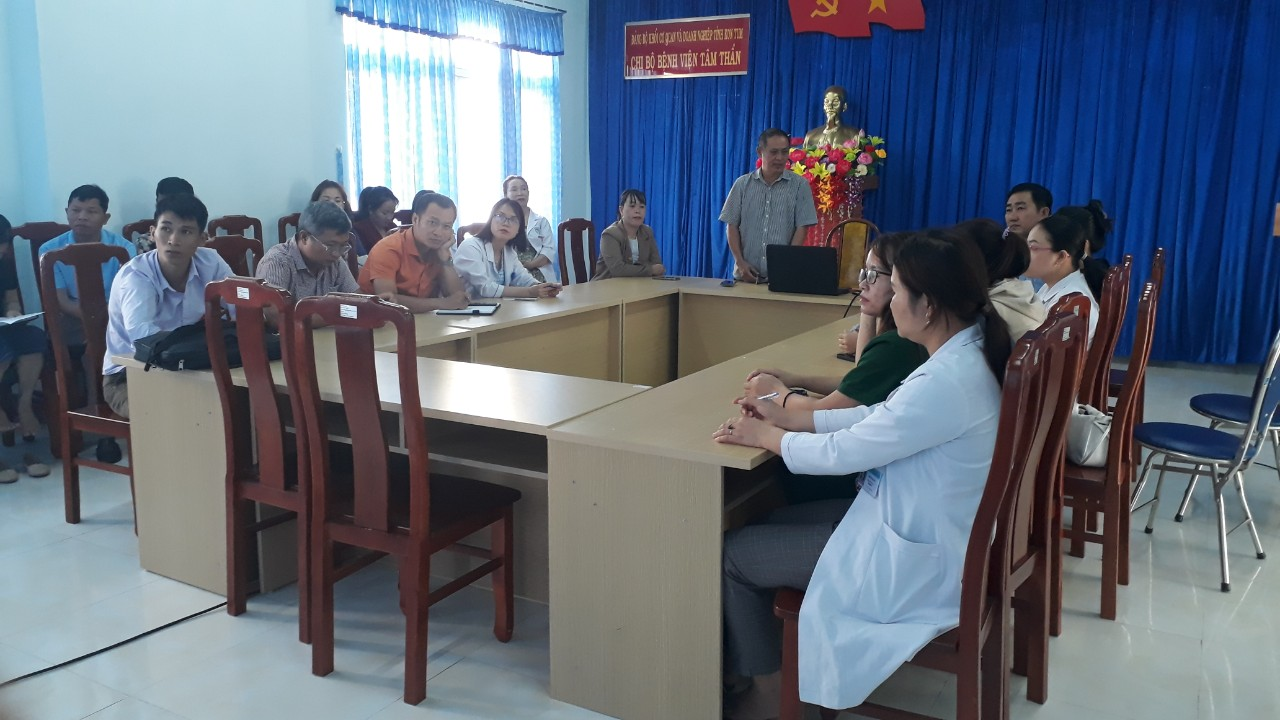 ĐẢNG BỘ KHỐI CƠ QUAN VÀ DOANH NGHIỆP TỈNH KON TUM
CHI BỘ BỆNH VIỆN TÂM THẦN